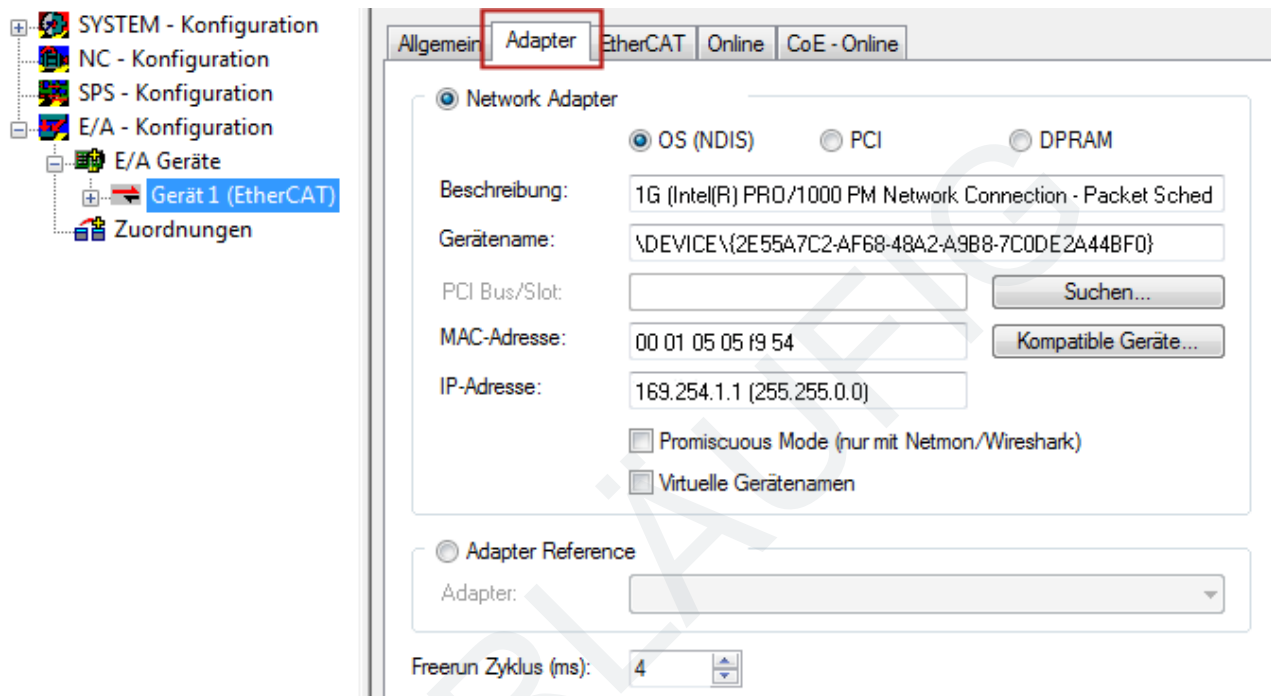 SYSTEM - Konfiguration
NC - Konfiguration
SPS - Konfiguration
E/A - Konfiguration
E/A Geräte
Gerät 1 (EtherCAT)
Zuordnungen
Allgemein Adapter EtherCAT Online CoE - Online
Network Adapter
OS (NDIS) PCI DPRAM
Beschreibung: 1G (Intel(R) PRO/1000 PM Network Connection - Packet Sched
Gerätename: \DEVICE\{2E55A7C2-AF68-48A2-A9B8-7C0DE2A44BF0}
PCI Bus/Slot: Suchen...
MAC-Adresse: 00 01 05 05 f9 54 Kompatible Geräte...
IP-Adresse: 169.254.1.1 (255.255.0.0)
Promiscuous Mode (nur mit Netmon/Wireshark)
Virtuelle Gerätenamen
Adapter Reference
Adapter:
Freerun Zyklus (ms): 4
LÄUFIG